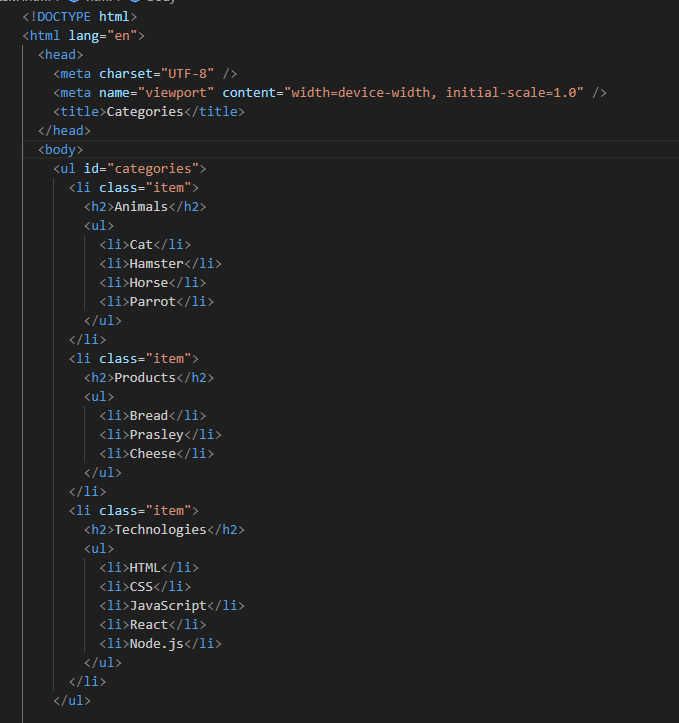 <!DOCTYPE html>
<html lang="en">
<head>
<meta charset="UTF-8" />
<meta name="viewport" content="width=device-width, initial-scale=1.0" />
<title>Categories</title>
</head>
<body>
<ul id="categories">
<li class="item">
<h2>Animals</h2>
<ul>
<li>Cat</li>
<li>Hamster</li>
<li>Horse</li>
<li>Parrot</li>
</ul>
</li>
<li class="item">
<h2>Products</h2>
<ul>
<li>Bread</li>
<li>Prasley</li>
<li>Cheese</li>
</ul>
</li>
<li class="item">
<h2>Technologies</h2>
<ul>
<li>HTML</li>
<li>CSS</li>
<li>JavaScript</li>
<li>React</li>
<li>Node.js</li>
</ul>
</li>
</ul>